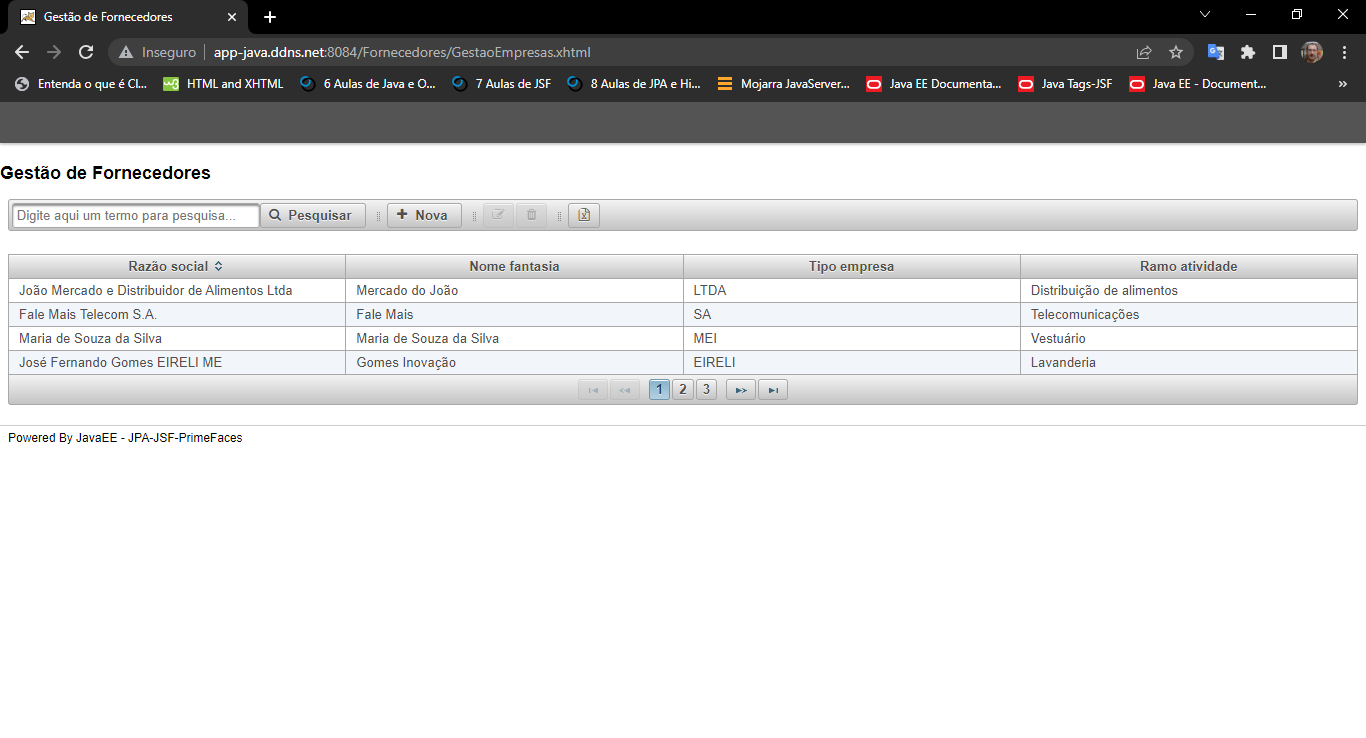 Gestão de Fornecedores
Inseguro app-java.ddns.net:8084/Fornecedores/GestaoEmpresas.xhtml
Entenda o que é Cl... HTML and XHTML 6 Aulas de Java e O... 7 Aulas de JSF 8 Aulas de JPA e Hi... Mojarra JavaServer... Java EE Documenta... Java Tags-JSF Java EE - Document...
Gestão de Fornecedores
Digite aqui um termo para pesquisa... Pesquisar Nova
Razão social Nome fantasia Tipo empresa Ramo atividade
João Mercado e Distribuidor de Alimentos Ltda Mercado do João LTDA Distribuição de alimentos
Fale Mais Telecom S.A. Fale Mais SA Telecomunicações
Maria de Souza da Silva Maria de Souza da Silva MEI Vestuário
José Fernando Gomes EIRELI ME Gomes Inovação EIRELI Lavanderia
1 2 3
Powered By JavaEE - JPA-JSF-PrimeFaces